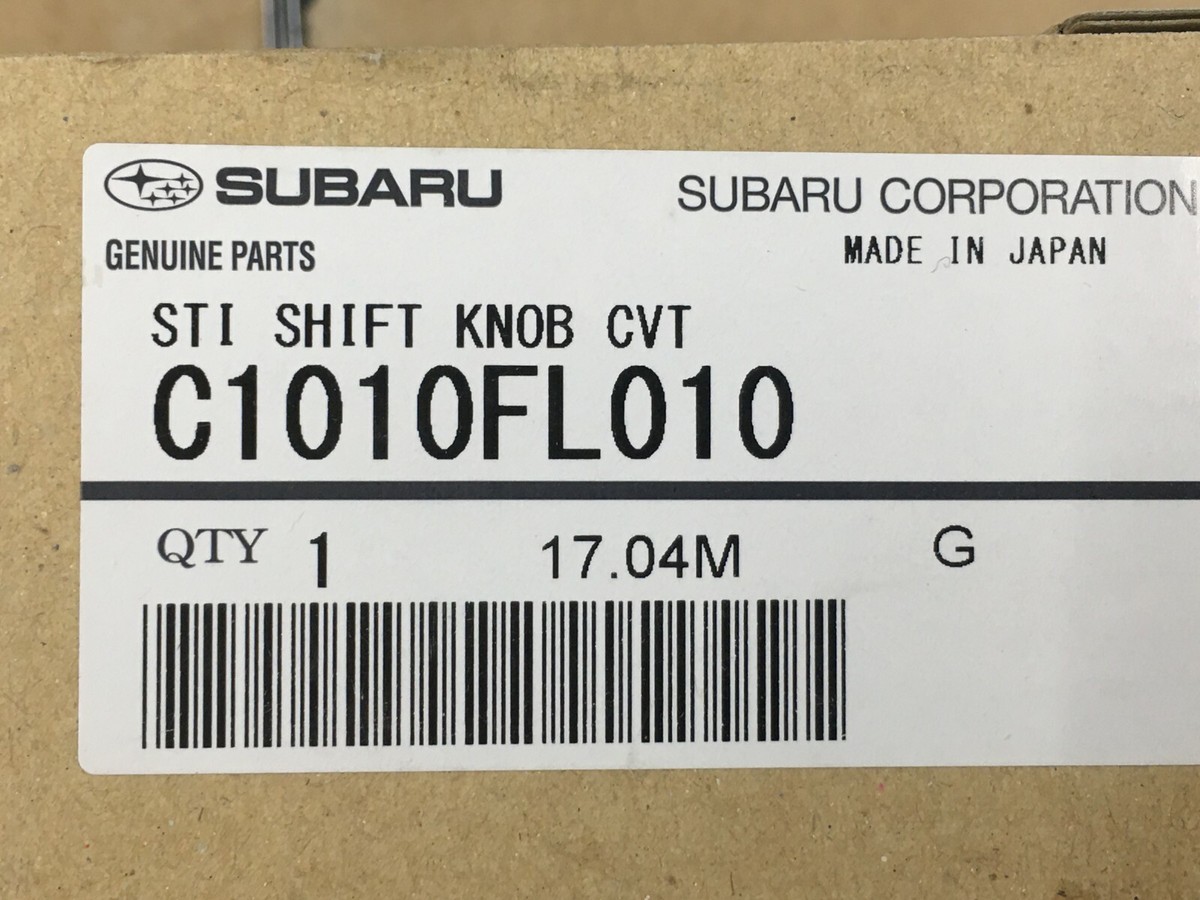 SUBARU
SUBARU CORPORATION
GENUINE PARTS
MADE IN JAPAN
STI SHIFT KNOB CVT
C1010FL010
QTY 1 17.04M G